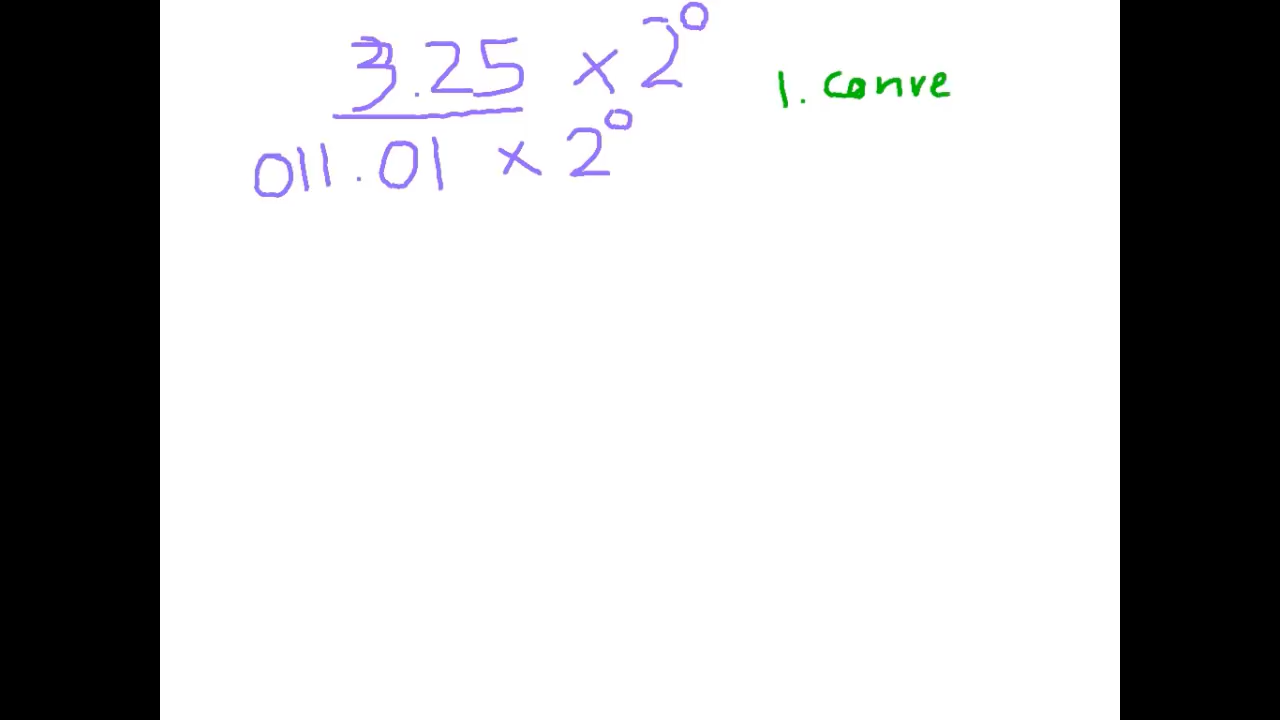 3.25 × 2⁰
1. conve
011.01 × 2⁰